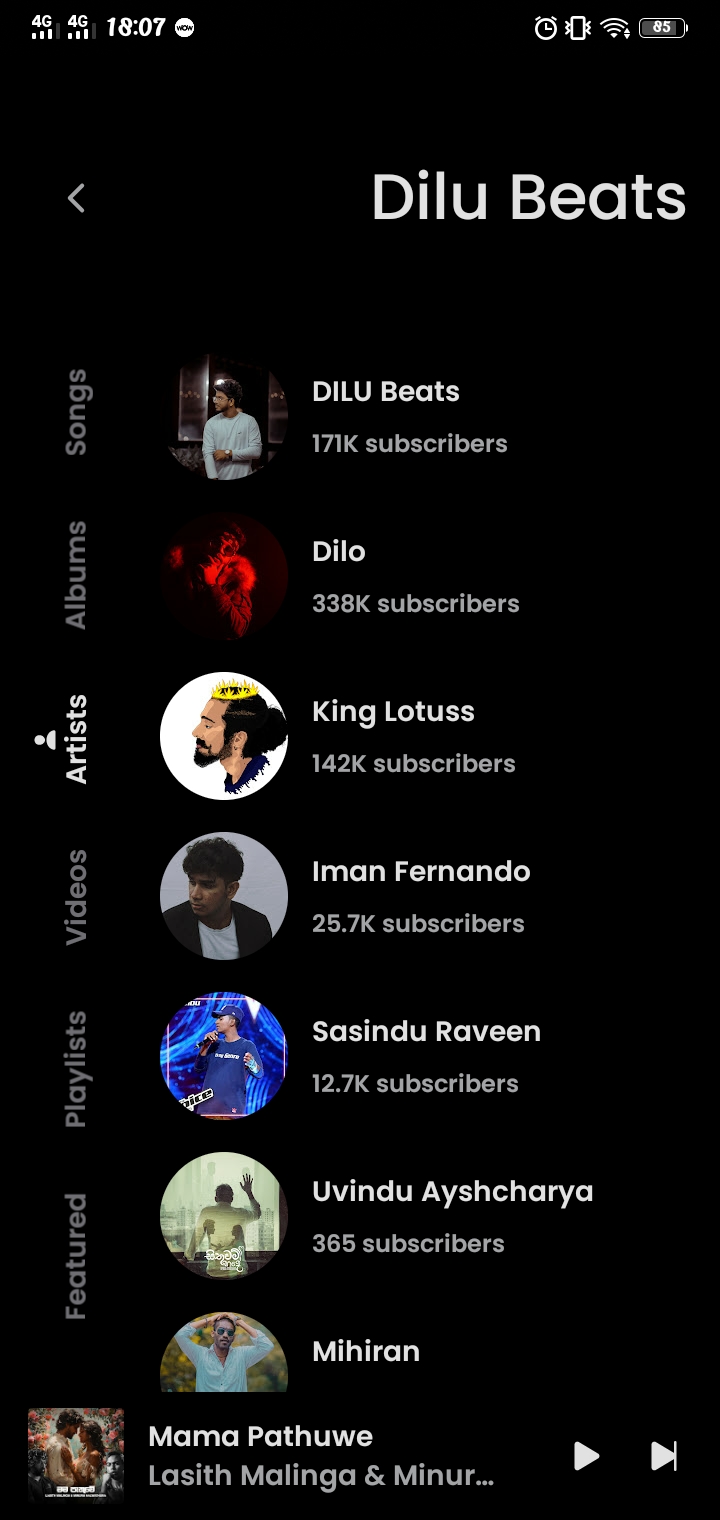 4G 4G 18:07 WOW 85
Dilu Beats
Songs
Albums
Artists
Videos
Playlists
Featured
DILU Beats
171K subscribers
Dilo
338K subscribers
King Lotuss
142K subscribers
Iman Fernando
25.7K subscribers
Sasindu Raveen
12.7K subscribers
Uvindu Ayshcharya
365 subscribers
Mihiran
Mama Pathuwe
Lasith Malinga & Minur...